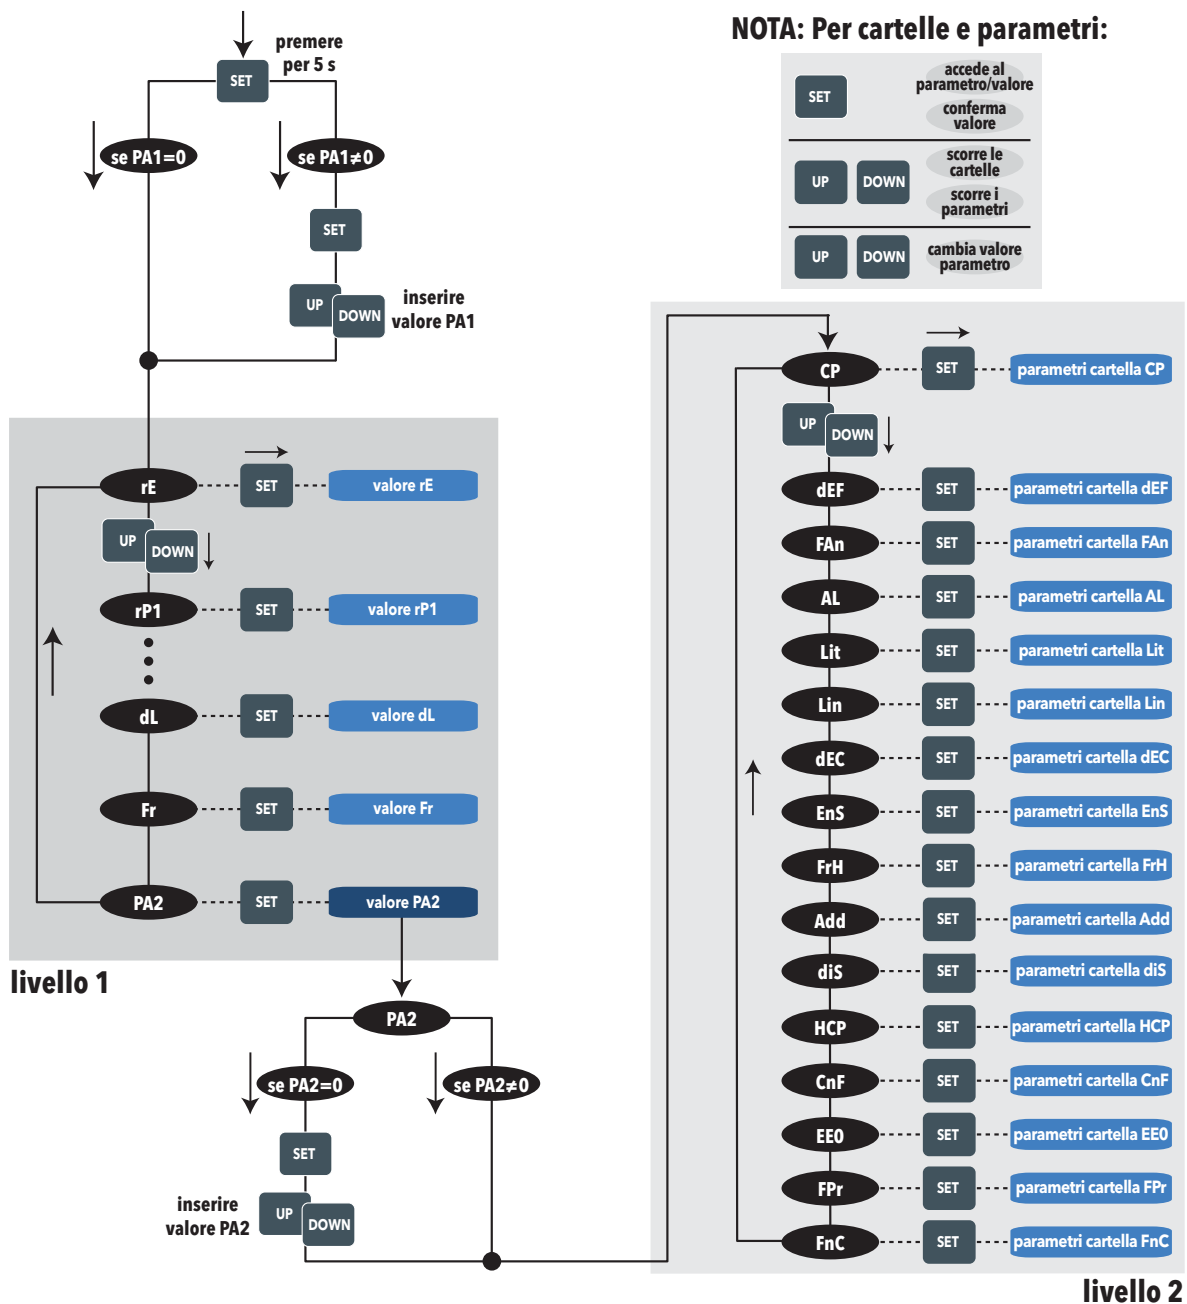 premere
per 5 s
SET
se PA1=0
se PA1≠0
SET
UP
DOWN
inserire
valore PA1
NOTA: Per cartelle e parametri:
SET
accede al
parametro/valore
conferma
valore
UP
DOWN
scorre le
cartelle
scorre i
parametri
UP
DOWN
cambia valore
parametro
rE
SET
valore rE
UP
DOWN
rP1
SET
valore rP1
dL
SET
valore dL
Fr
SET
valore Fr
PA2
SET
valore PA2
livello 1
PA2
se PA2=0
se PA2≠0
SET
inserire
valore PA2
UP
DOWN
CP
SET
parametri cartella CP
UP
DOWN
dEF
SET
parametri cartella dEF
FAn
SET
parametri cartella FAn
AL
SET
parametri cartella AL
Lit
SET
parametri cartella Lit
Lin
SET
parametri cartella Lin
dEC
SET
parametri cartella dEC
EnS
SET
parametri cartella EnS
FrH
SET
parametri cartella FrH
Add
SET
parametri cartella Add
diS
SET
parametri cartella diS
HCP
SET
parametri cartella HCP
CnF
SET
parametri cartella CnF
EE0
SET
parametri cartella EE0
FPr
SET
parametri cartella FPr
FnC
SET
parametri cartella FnC
livello 2